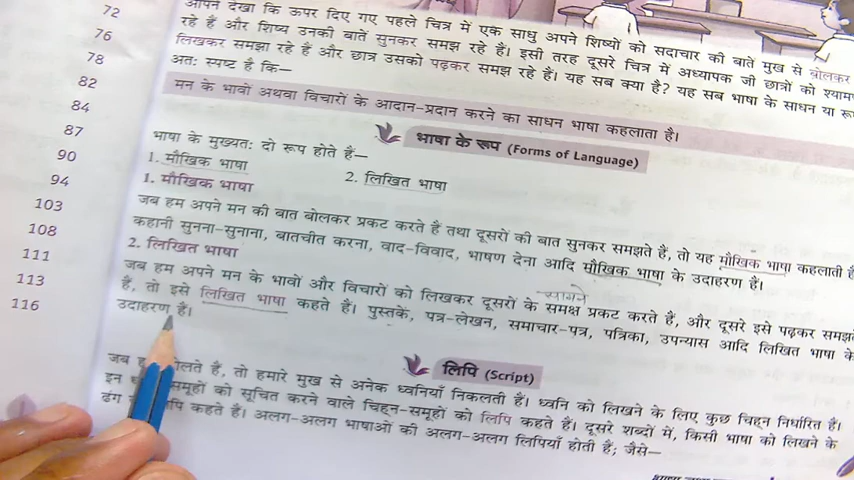 72
76
78
82
84
87
90
94
103
108
111
113
116
आपने देखा कि ऊपर दिए गए पहले चित्र में एक साधु अपने शिष्यों को सदाचार की बातें मुख से बोलकर
रहे हैं और शिष्य उनकी बातें सुनकर समझ रहे हैं। इसी तरह दूसरे चित्र में अध्यापक जी छात्रों को
लिखकर समझा रहे हैं और छात्र उसको पढ़कर समझ रहे हैं। यह सब क्या है? यह सब भाषा के साधन या
अतः स्पष्ट है कि—
मन के भावों अथवा विचारों के आदान-प्रदान करने का साधन भाषा कहलाता है।
भाषा के रूप (Forms of Language)
भाषा के मुख्यतः दो रूप होते हैं—
1. मौखिक भाषा 2. लिखित भाषा
1. मौखिक भाषा
जब हम अपने मन की बात बोलकर प्रकट करते हैं तथा दूसरों की बात सुनकर समझते हैं, तो यह मौखिक भाषा कहलाती
कहानी सुनना-सुनाना, बातचीत करना, वाद-विवाद, भाषण देना आदि मौखिक भाषा के उदाहरण हैं।
2. लिखित भाषा
सामने
जब हम अपने मन के भावों और विचारों को लिखकर दूसरों के समक्ष प्रकट करते हैं, और दूसरे इसे पढ़कर
हैं, तो इसे लिखित भाषा कहते हैं। पुस्तकें, पत्र-लेखन, समाचार-पत्र, पत्रिका, उपन्यास आदि लिखित भाषा के
उदाहरण हैं।
लिपि (Script)
जब बोलते हैं, तो हमारे मुख से अनेक ध्वनियाँ निकलती हैं। ध्वनि को लिखने के लिए कुछ चिह्न निर्धारित हैं।
इन समूहों को सूचित करने वाले चिह्न-समूहों को लिपि कहते हैं। दूसरे शब्दों में, किसी भाषा को लिखने के
ढंग लिपि कहते हैं। अलग-अलग भाषाओं की अलग-अलग लिपियाँ होती हैं; जैसे—